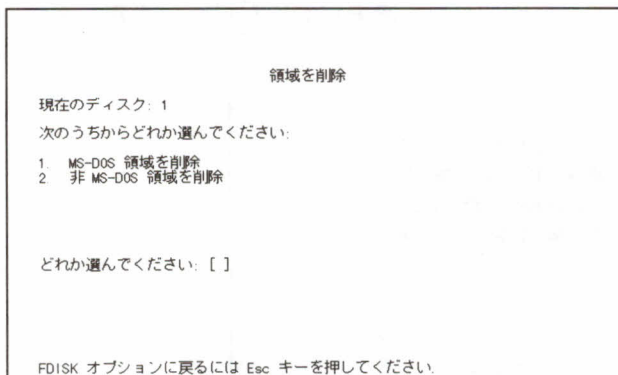 領域を削除
現在のディスク: 1
次のうちからどれか選んでください:
1. MS-DOS 領域を削除
2. 非 MS-DOS 領域を削除
どれか選んでください: [ ]
FDISK オプションに戻るには Esc キーを押してください.